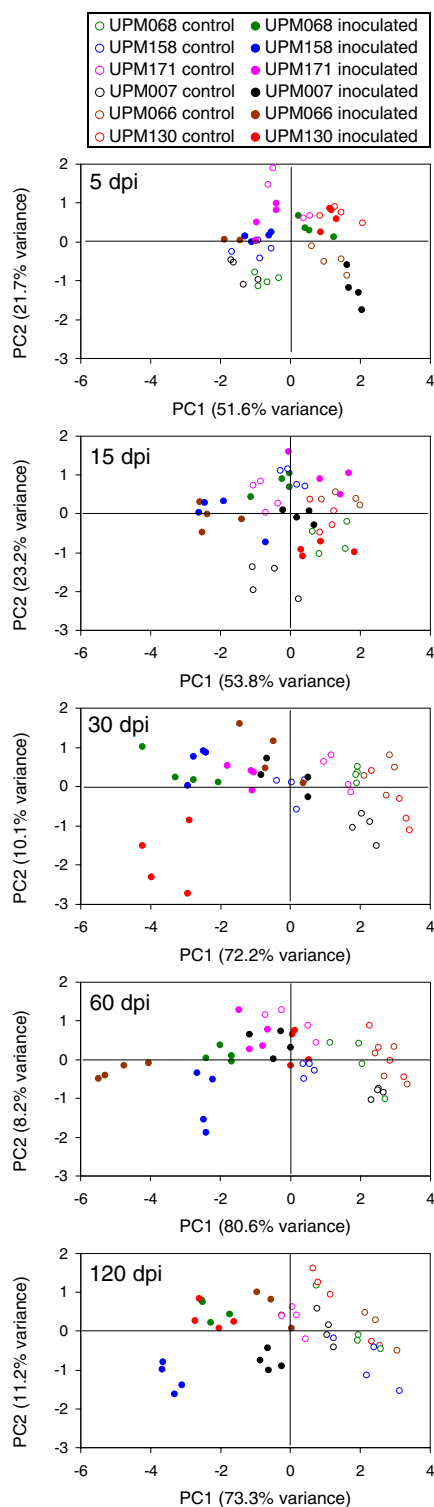 UPM068 control UPM068 inoculated
UPM158 control UPM158 inoculated
UPM171 control UPM171 inoculated
UPM007 control UPM007 inoculated
UPM066 control UPM066 inoculated
UPM130 control UPM130 inoculated
5 dpi
PC2 (21.7% variance)
2
1
0
-1
-2
-3
-6 -4 -2 0 2 4
PC1 (51.6% variance)
15 dpi
PC2 (23.2% variance)
2
1
0
-1
-2
-3
-6 -4 -2 0 2 4
PC1 (53.8% variance)
30 dpi
PC2 (10.1% variance)
2
1
0
-1
-2
-3
-6 -4 -2 0 2 4
PC1 (72.2% variance)
60 dpi
PC2 (8.2% variance)
2
1
0
-1
-2
-3
-6 -4 -2 0 2 4
PC1 (80.6% variance)
120 dpi
PC2 (11.2% variance)
2
1
0
-1
-2
-3
-6 -4 -2 0 2 4
PC1 (73.3% variance)